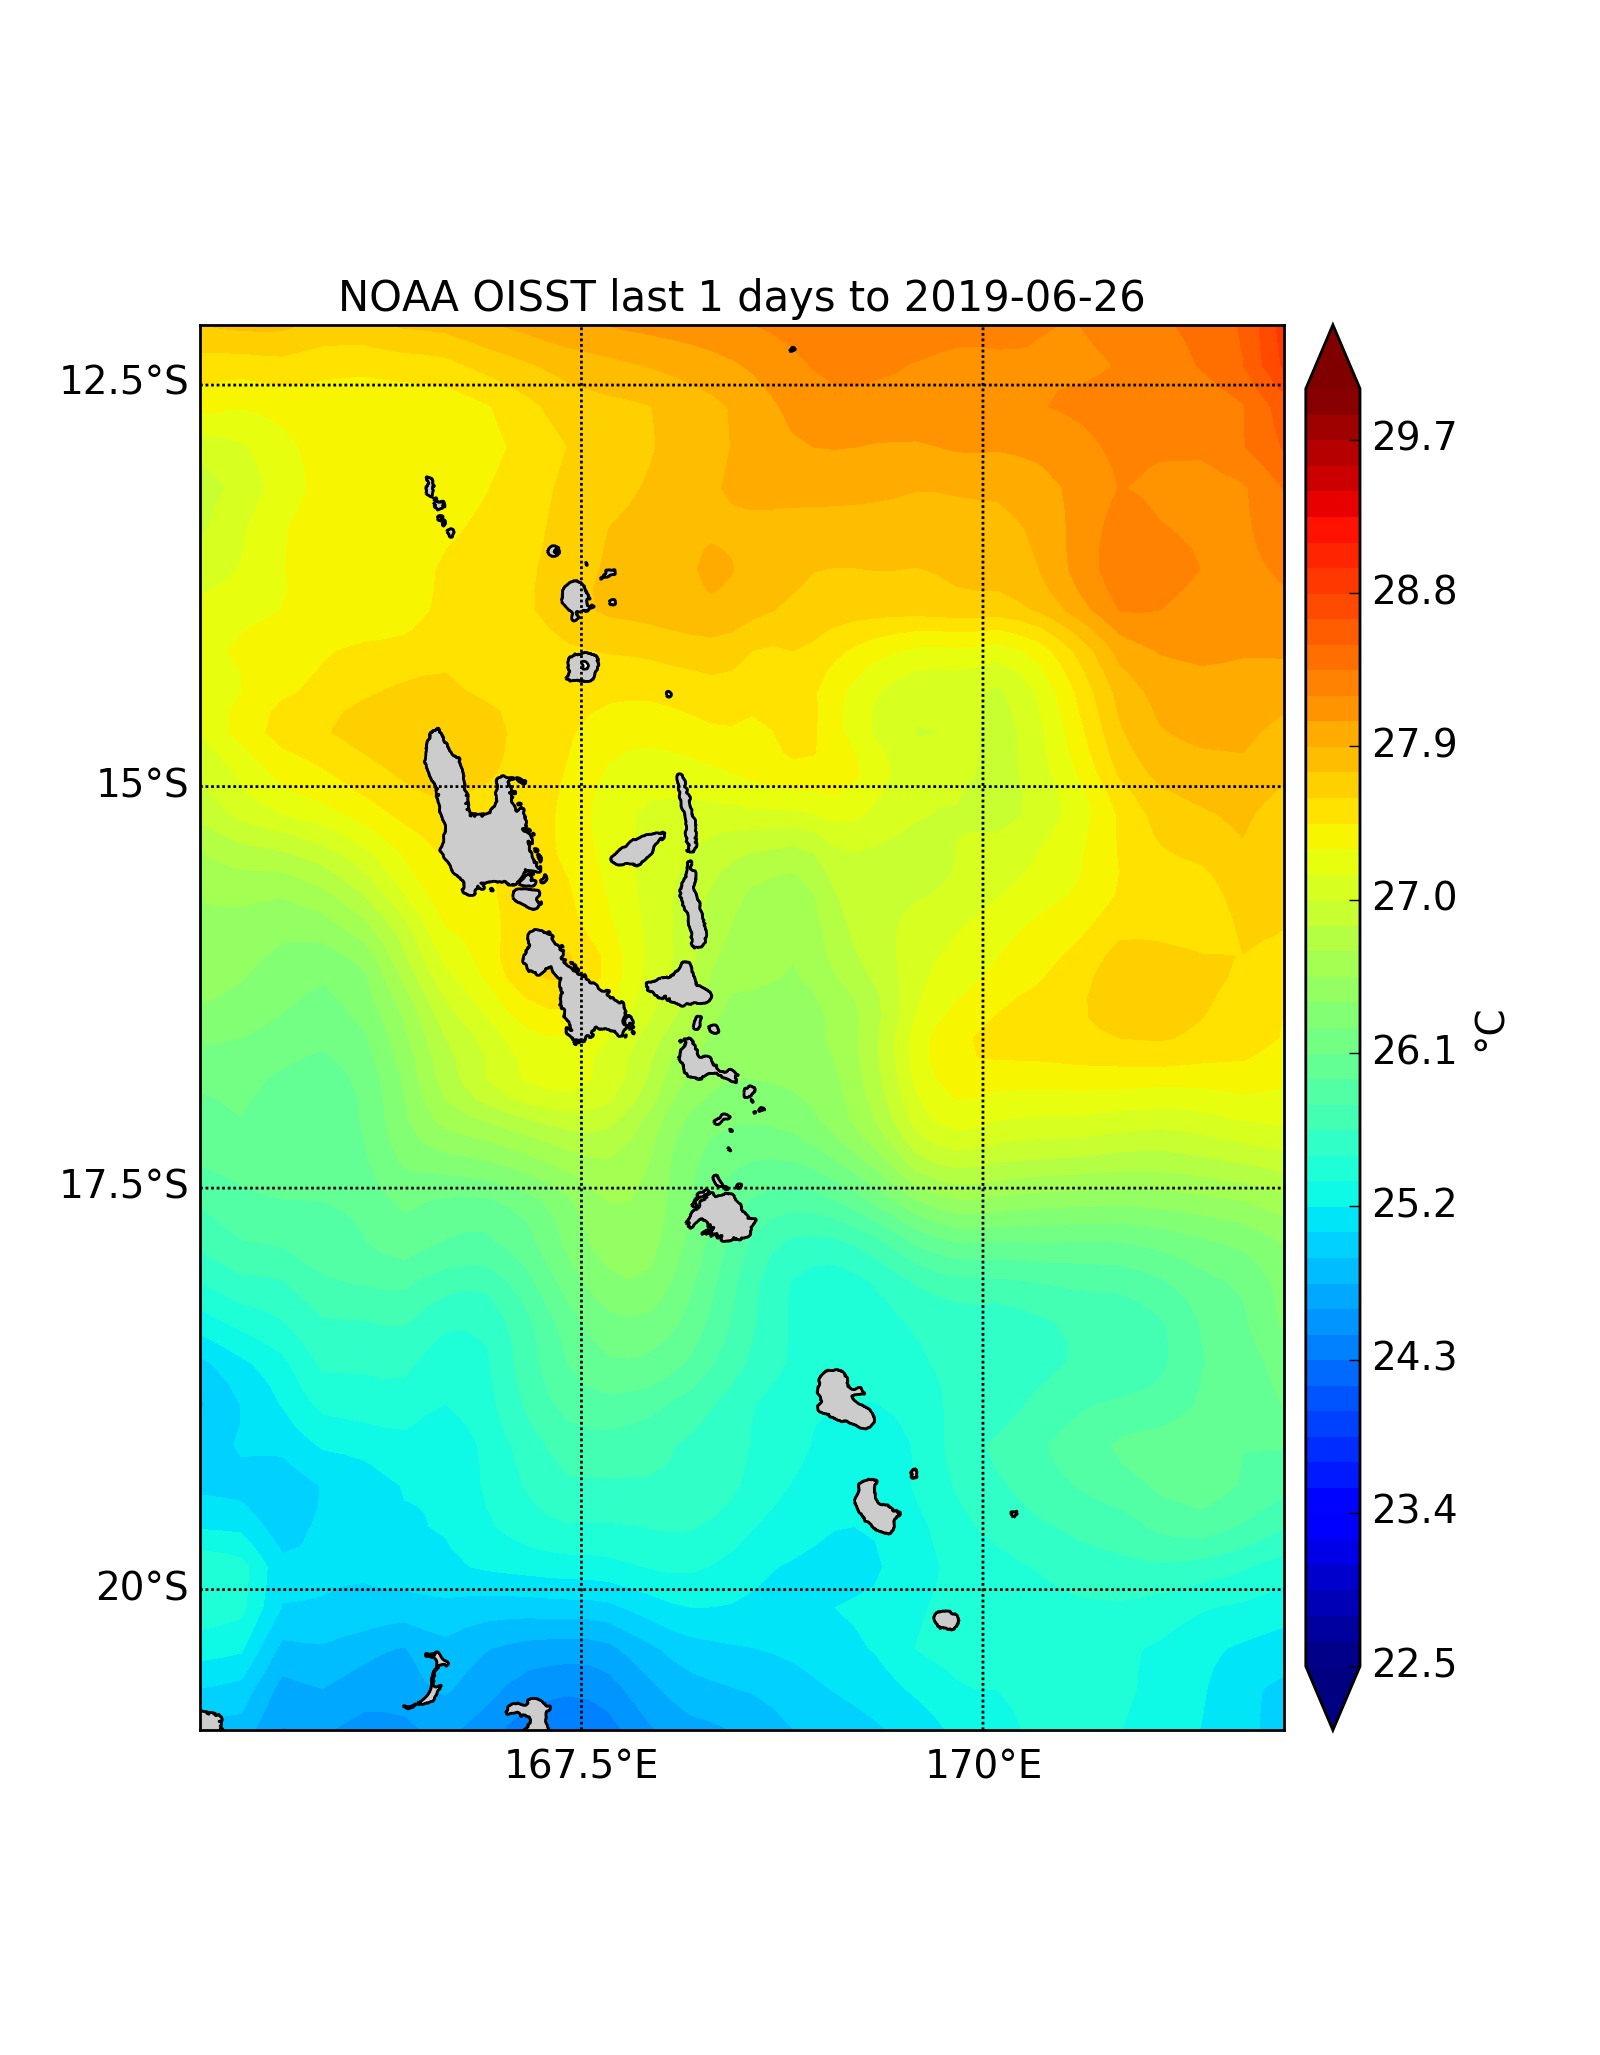 NOAA OISST last 1 days to 2019-06-26
12.5°S
15°S
17.5°S
20°S
167.5°E
170°E
29.7
28.8
27.9
27.0
26.1
25.2
24.3
23.4
22.5
°C